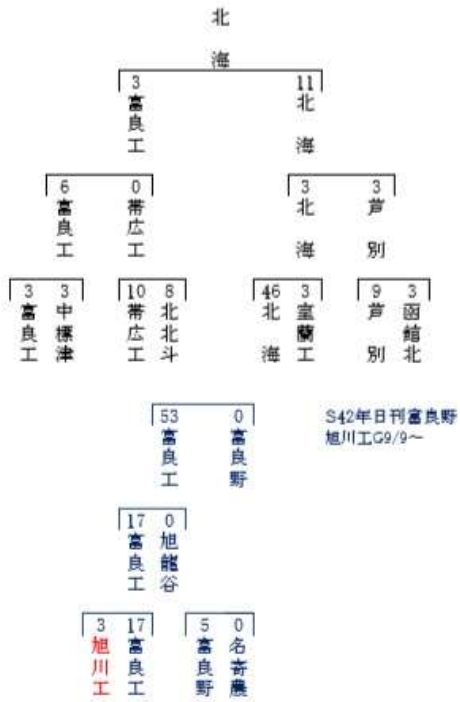 北海
3 11
富良工 北海
6 0 3 3
富良工 帯広工 北海 芦別
3 3 10 8 46 3 9 3
富良工 中標津 帯広工 北北斗 北海 室蘭工 芦別 函館北
53 0
富良工 富良野
S42年日刊富良野
旭川工G9/9~
17 0
富良工 旭龍谷
3 17 5 0
旭川工 富良工 富良野 名寄農